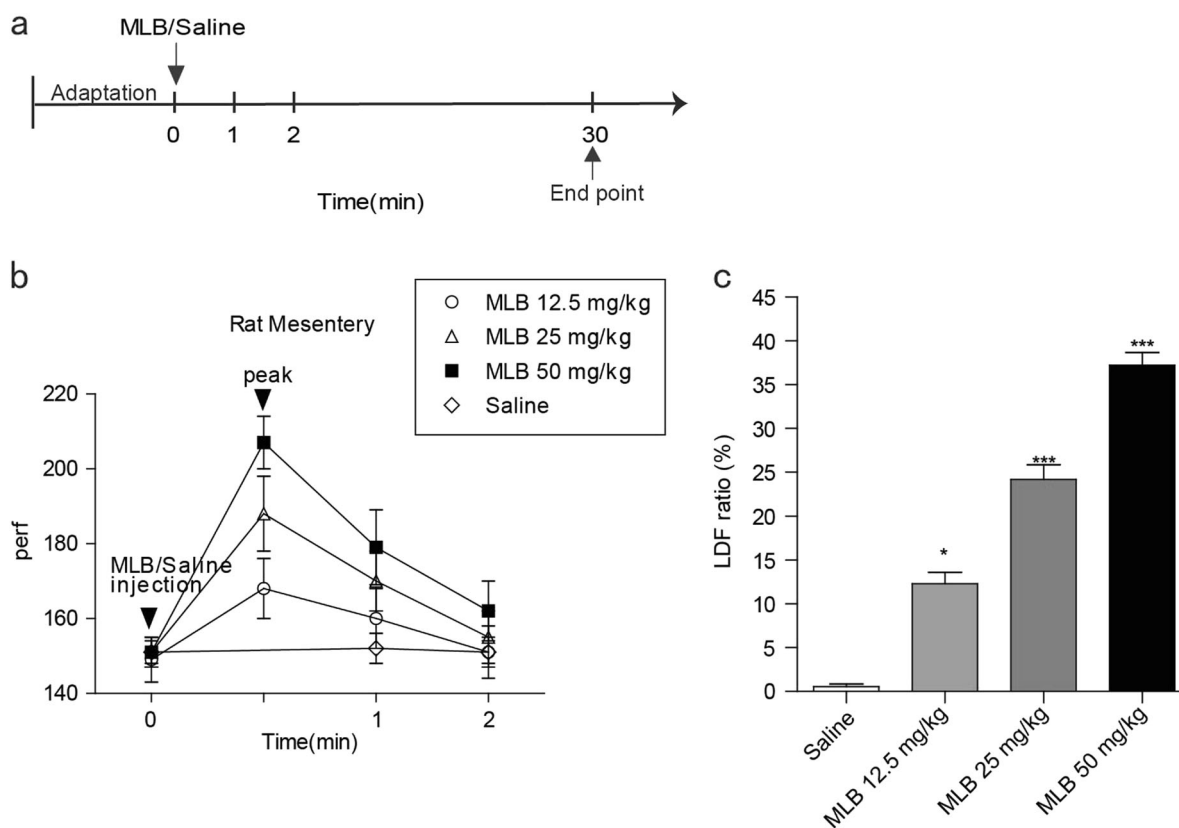 a
MLB/Saline
Adaptation
0 1 2 30
Time(min)
End point
b
Rat Mesentery
MLB 12.5 mg/kg
MLB 25 mg/kg
MLB 50 mg/kg
Saline
peak
MLB/Saline
injection
perf
220
200
180
160
140
0 1 2
Time(min)
c
LDF ratio (%)
45
40
35
30
25
20
15
10
5
0
*
***
***
Saline
MLB 12.5 mg/kg
MLB 25 mg/kg
MLB 50 mg/kg